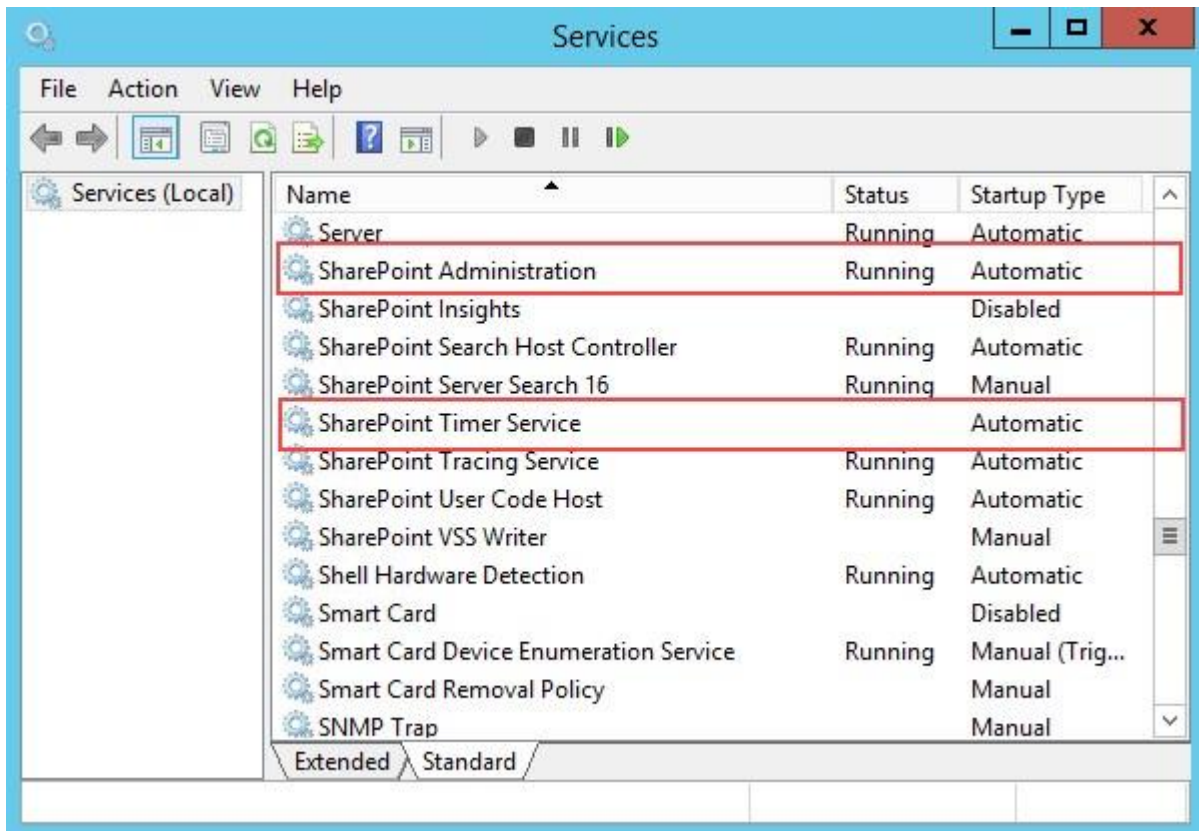 Services
File Action View Help
Services (Local)
Name Status Startup Type
Server Running Automatic
SharePoint Administration Running Automatic
SharePoint Insights Disabled
SharePoint Search Host Controller Running Automatic
SharePoint Server Search 16 Running Manual
SharePoint Timer Service Automatic
SharePoint Tracing Service Running Automatic
SharePoint User Code Host Running Automatic
SharePoint VSS Writer Manual
Shell Hardware Detection Running Automatic
Smart Card Disabled
Smart Card Device Enumeration Service Running Manual (Trig...
Smart Card Removal Policy Manual
SNMP Trap Manual
Extended Standard